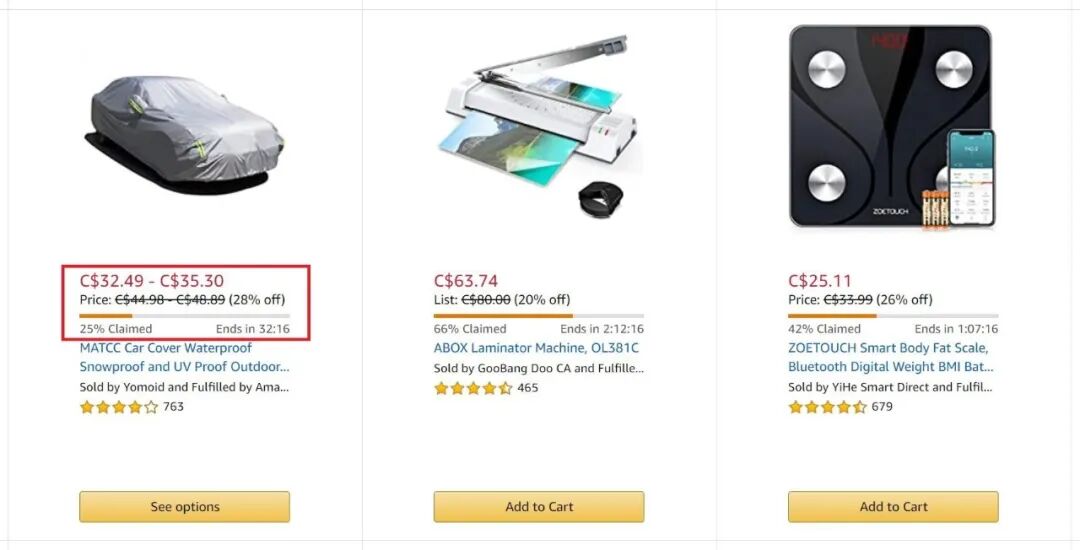 ZOETOUCH
C$32.49 - C$35.30
Price: C$44.98 - C$48.89 (28% off)
25% Claimed Ends in 32:16
MATCC Car Cover Waterproof
Snowproof and UV Proof Outdoor...
Sold by Yomoid and Fulfilled by Ama...
763
See options
C$63.74
List: C$80.00 (20% off)
66% Claimed Ends in 2:12:16
ABOX Laminator Machine, OL381C
Sold by GooBang Doo CA and Fulfille...
465
Add to Cart
C$25.11
Price: C$33.99 (26% off)
42% Claimed Ends in 1:07:16
ZOETOUCH Smart Body Fat Scale,
Bluetooth Digital Weight BMI Bat...
Sold by YiHe Smart Direct and Fulfil...
679
Add to Cart